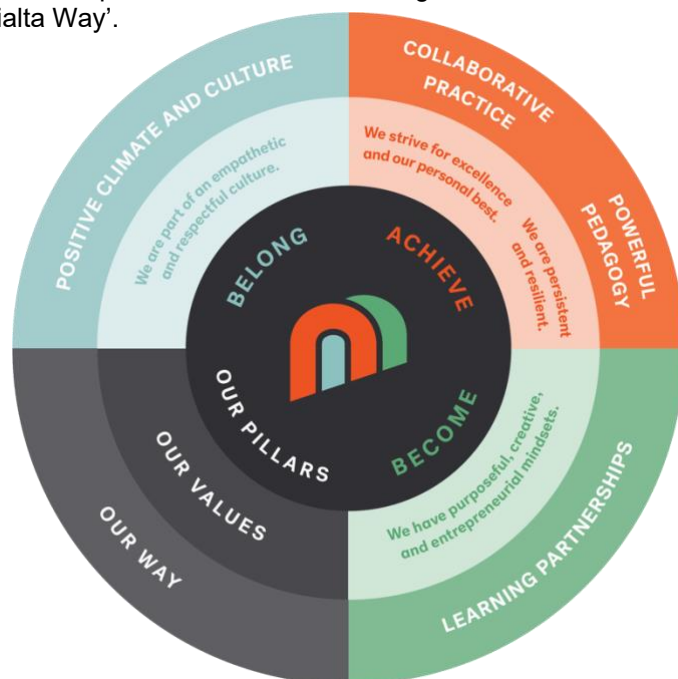 ialta Way’.
POSITIVE CLIMATE AND CULTURE
We are part of an empathetic
and respectful culture.
BELONG
COLLABORATIVE
PRACTICE
POWERFUL
PEDAGOGY
We strive for excellence
and our personal best.
We are persistent
and resilient.
ACHIEVE
LEARNING PARTNERSHIPS
We have purposeful, creative,
and entrepreneurial mindsets.
BECOME
OUR PILLARS
OUR VALUES
OUR WAY